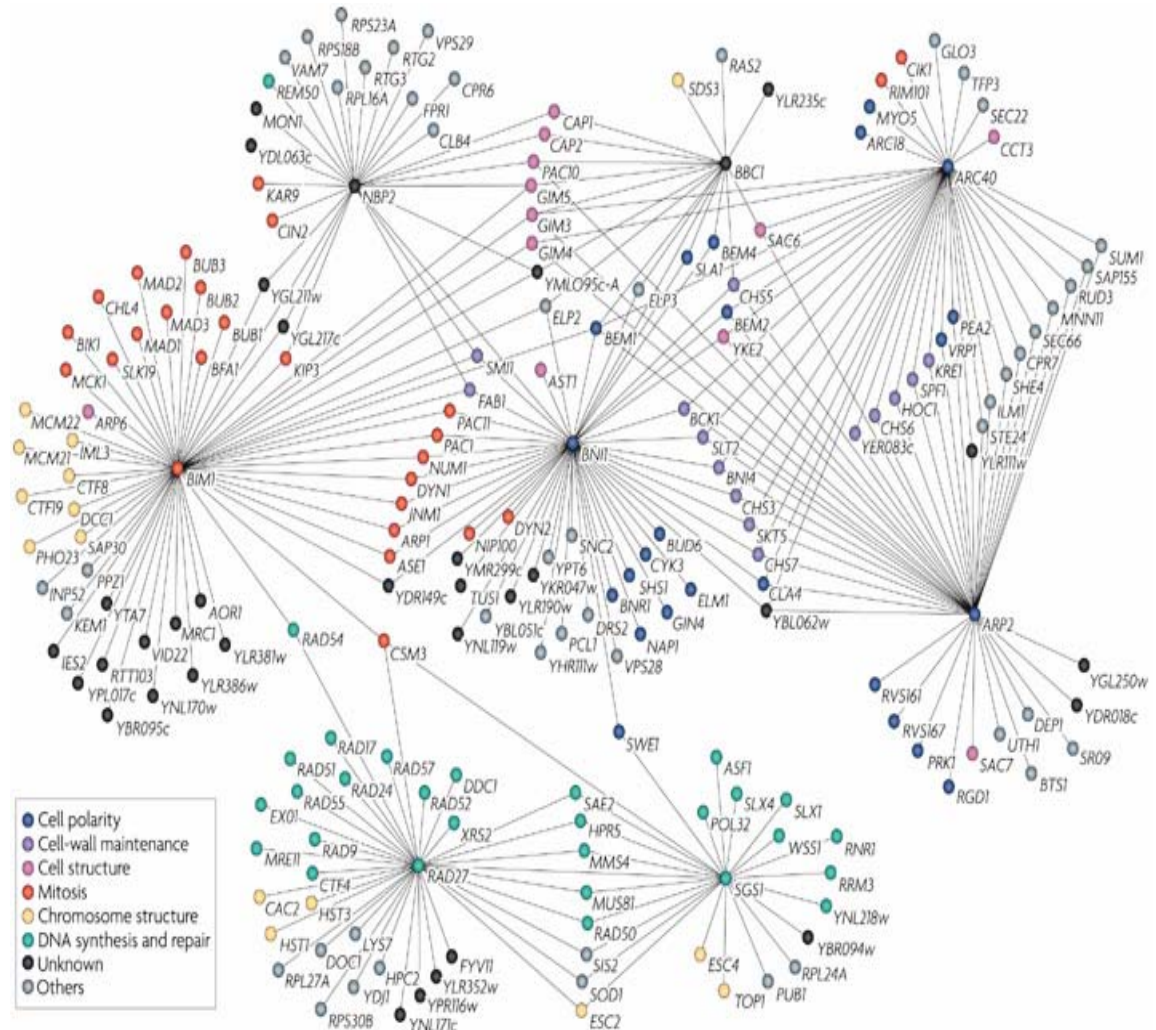 RPS23A
RPS18B
VPS29
RTG2
VAM7
RTG3
REM50
RPL16A
CPR6
MON1
FPR1
CLB4
YDL063c
KAR9
NBP2
CIN2
SDS3
RAS2
YLR235c
CAP1
CAP2
PAC10
BBC1
GIM5
GIM3
GIM4
GLO3
CIK1
TFP3
RIM101
MYO5
SEC22
ARC18
CCT3
ARC40
SAC6
BEM4
SLA1
YML095c-A
ELP3
CHS5
ELP2
BEM2
BEM1
YKE2
SUM1
SAP155
RUD3
MNN11
PEA2
SEC66
VRP1
CPR7
KRE1
SHE4
SPF1
ILM1
HOC1
STE24
CHS6
YER083c
YLR111w
BUB3
MAD2
BUB2
YGL211w
CHL4
MAD3
BUB1
YGL217c
BIK1
MAD1
BFA1
KIP3
SMI1
SLK19
MCK1
FAB1
AST1
MCM22
ARP6
PAC11
BCK1
IML3
PAC1
SLT2
MCM21
BIM1
NUM1
BNI1
BNI4
CTF8
DYN1
CHS3
CTF19
JNM1
SKT5
DCC1
ARP1
DYN2
CHS7
PHO23
SAP30
ASE1
NIP100
SNC2
BUD6
CLA4
INP52
PPZ1
YDR149c
YMR299c
YPT6
CYK3
YBL062w
KEM1
YTA7
AOR1
TUS1
YKR047w
SHS1
ELM1
MRC1
YLR190w
BNR1
GIN4
IES2
VID22
YLR381w
YNL119w
YBL051c
DRS2
NAP1
RTT103
RAD54
CSM3
PCL1
YPL017c
YLR386w
YHR111w
VPS28
YNL170w
YBR095c
ARP2
YGL250w
RVS161
YDR018c
RVS167
DEP1
UTH1
SR09
PRK1
SAC7
BTS1
RGD1
SWE1
RAD17
RAD51
RAD57
RAD24
DDC1
ASF1
RAD55
RAD52
SAE2
SLX4
SLX1
EX01
XRS2
HPR5
POL32
WSS1
RNR1
MRE11
RAD9
MMS4
CTF4
RAD27
SGS1
RRM3
CAC2
HST3
MUS81
YNL218w
HST1
LYS7
RAD50
YBR094w
DOC1
FYV11
SIS2
ESC4
RPL24A
RPL27A
HPC2
YLR352w
SOD1
TOP1
PUB1
YDJ1
YPR116w
RPS30B
YNL171c
ESC2
Cell polarity
Cell-wall maintenance
Cell structure
Mitosis
Chromosome structure
DNA synthesis and repair
Unknown
Others